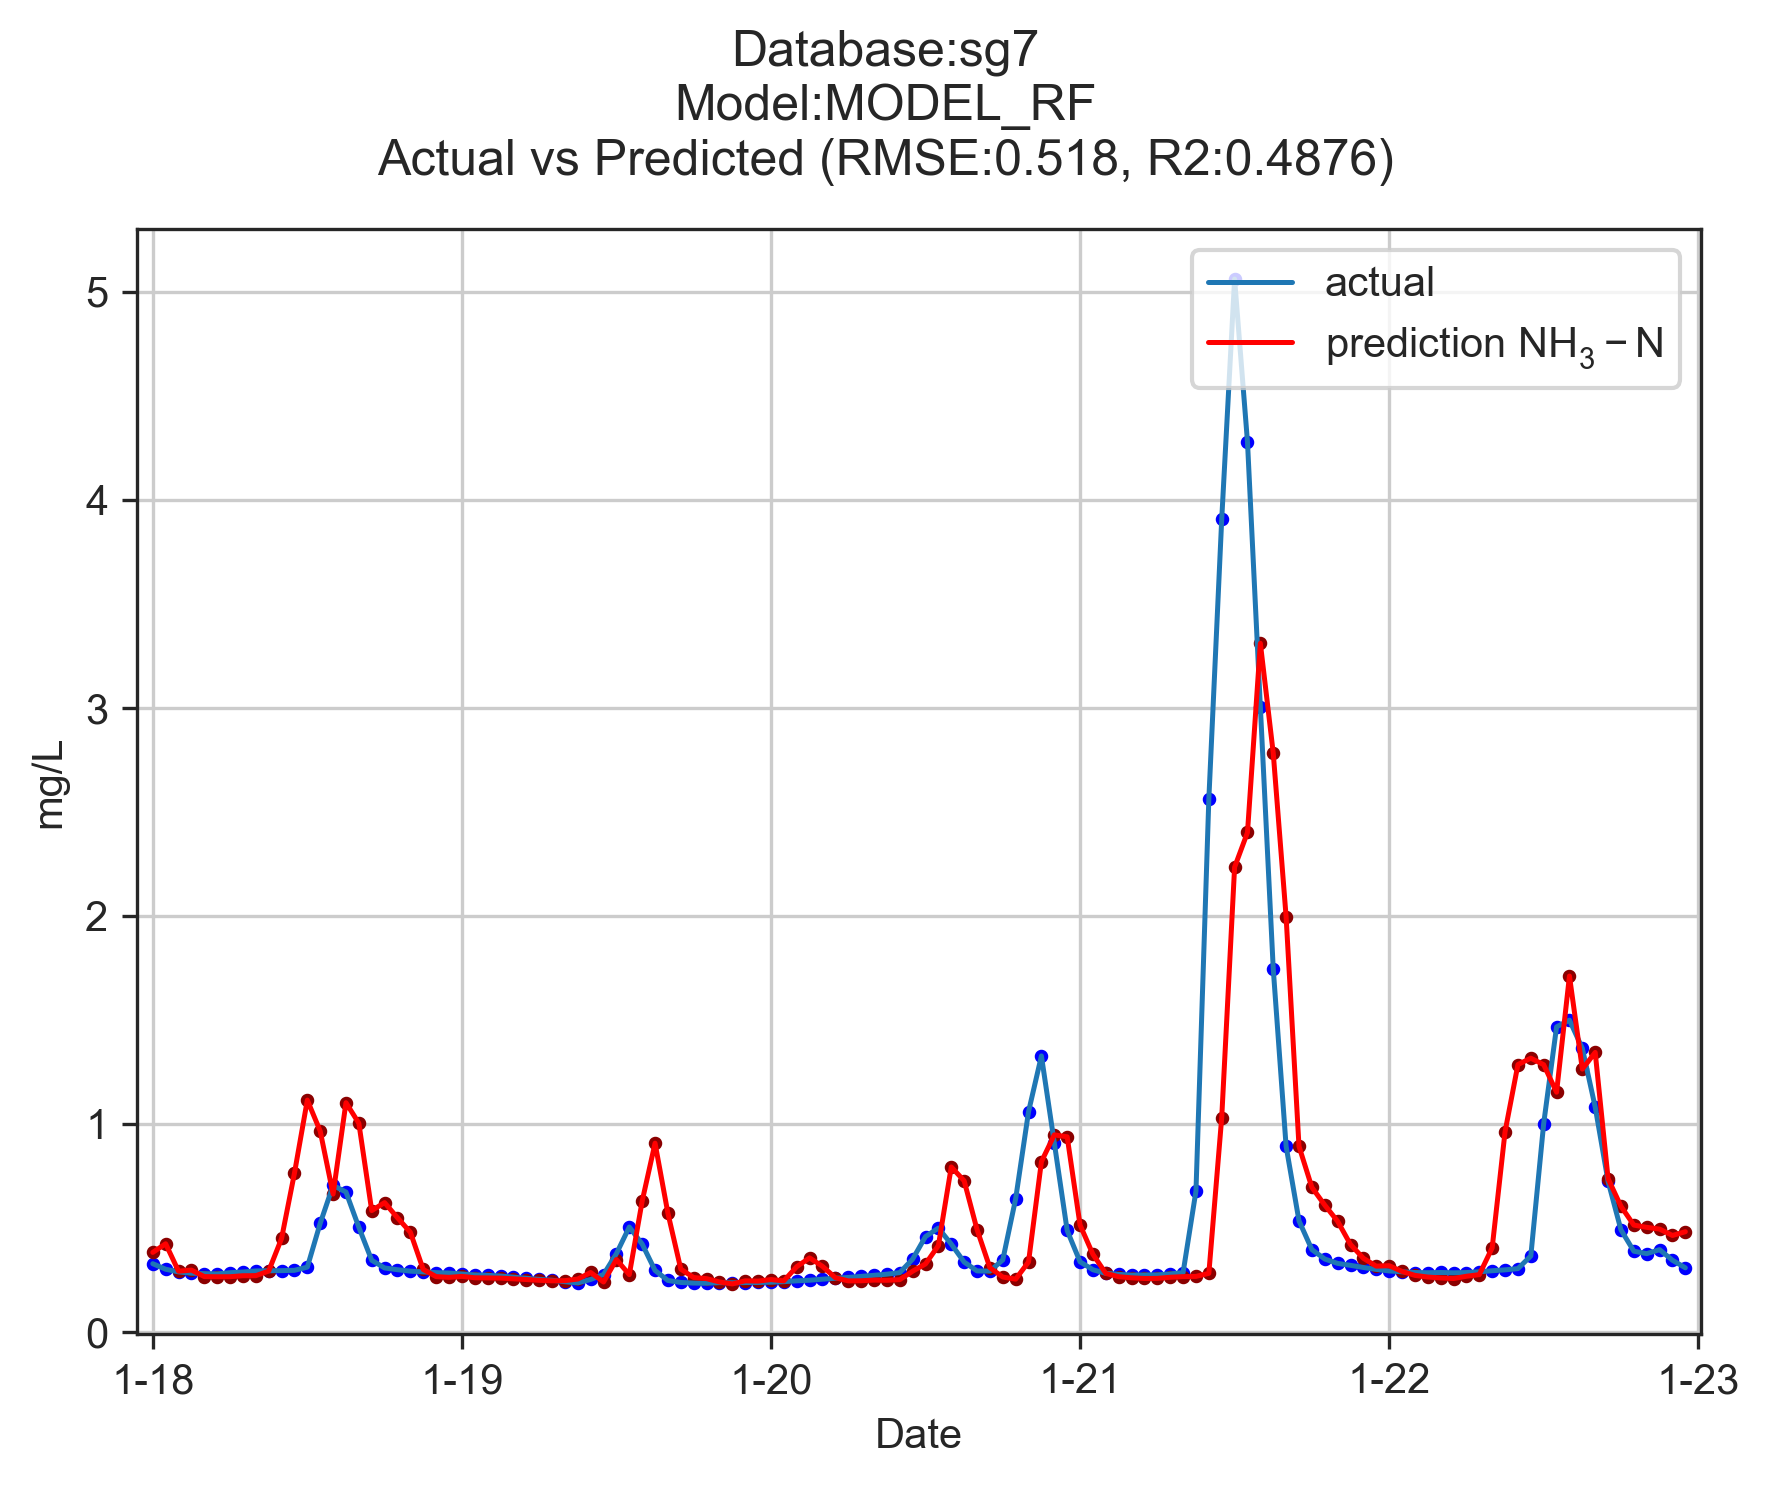 Database:sg7
Model:MODEL_RF
Actual vs Predicted (RMSE:0.518, R2:0.4876)
actual
prediction NH₃ − N
5
4
3
2
1
0
mg/L
1-18 1-19 1-20 1-21 1-22 1-23
Date